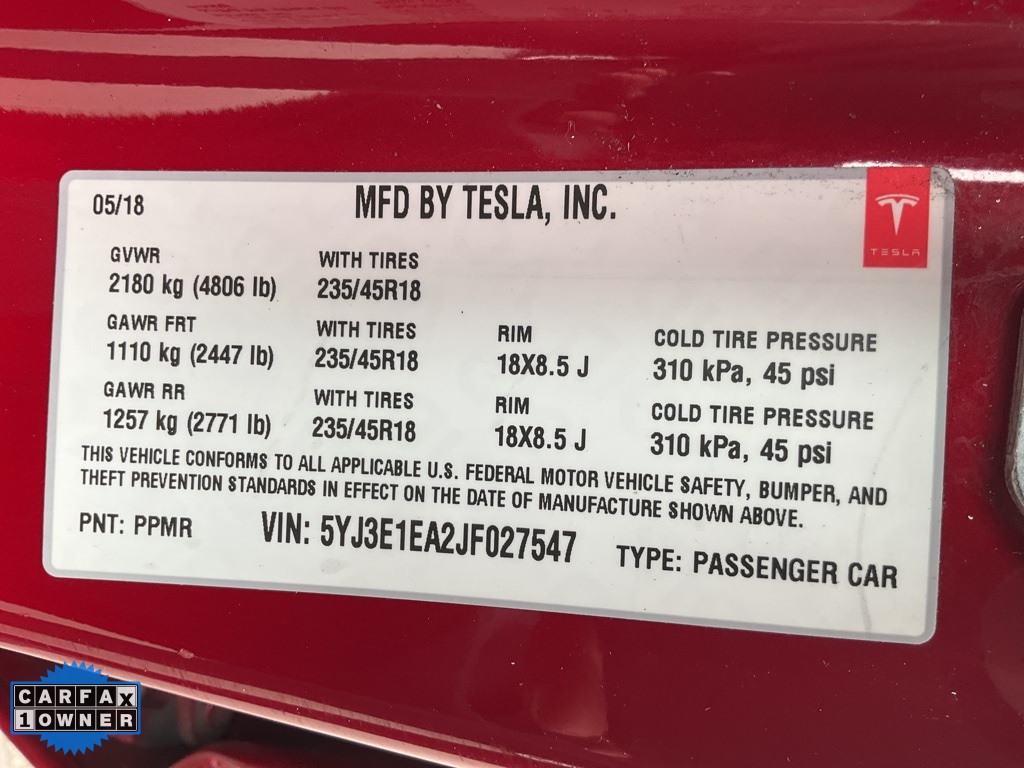 05/18 MFD BY TESLA, INC.
TESLA
GVWR WITH TIRES
2180 kg (4806 lb) 235/45R18
GAWR FRT WITH TIRES RIM COLD TIRE PRESSURE
1110 kg (2447 lb) 235/45R18 18X8.5 J 310 kPa, 45 psi
GAWR RR WITH TIRES RIM COLD TIRE PRESSURE
1257 kg (2771 lb) 235/45R18 18X8.5 J 310 kPa, 45 psi
THIS VEHICLE CONFORMS TO ALL APPLICABLE U.S. FEDERAL MOTOR VEHICLE SAFETY, BUMPER, AND
THEFT PREVENTION STANDARDS IN EFFECT ON THE DATE OF MANUFACTURE SHOWN ABOVE.
PNT: PPMR VIN: 5YJ3E1EA2JF027547 TYPE: PASSENGER CAR
CARFAX
1 OWNER